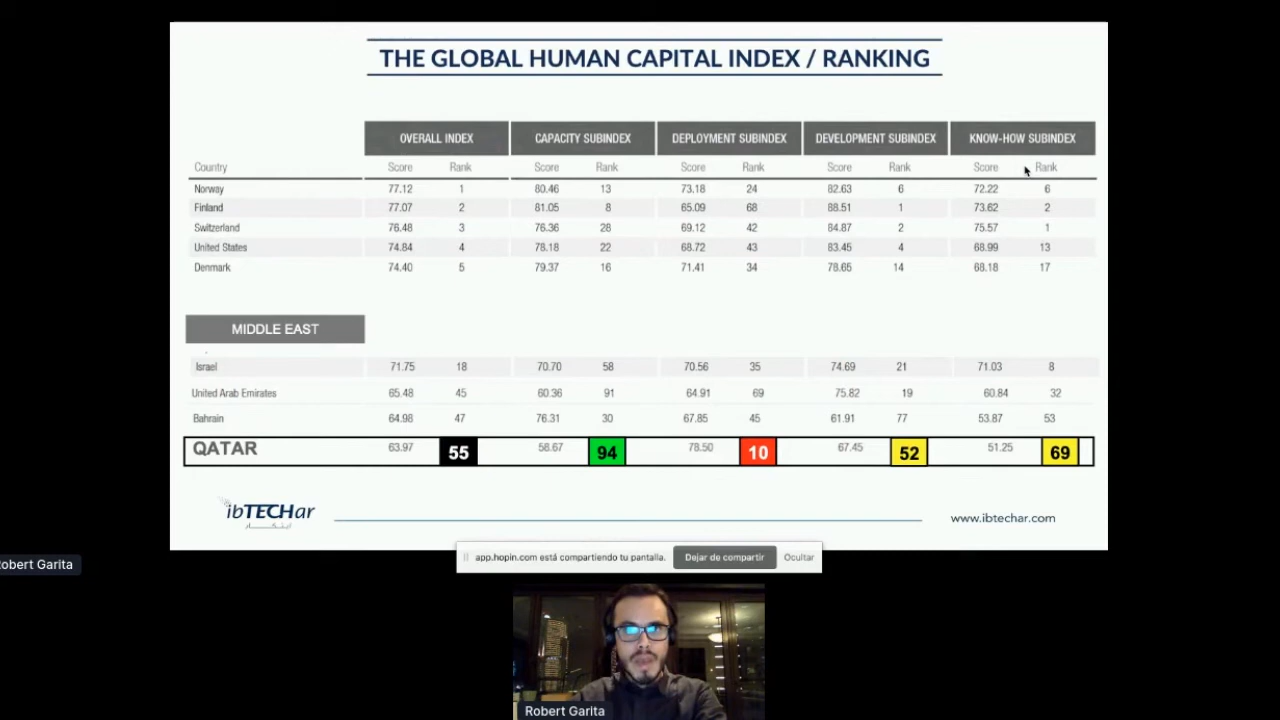 THE GLOBAL HUMAN CAPITAL INDEX / RANKING
OVERALL INDEX CAPACITY SUBINDEX DEPLOYMENT SUBINDEX DEVELOPMENT SUBINDEX KNOW-HOW SUBINDEX
Country Score Rank Score Rank Score Rank Score Rank Score Rank
Norway 77.12 1 80.46 13 73.18 24 82.63 6 72.22 6
Finland 77.07 2 81.05 8 65.09 68 88.51 1 73.62 2
Switzerland 76.48 3 76.36 28 69.12 42 84.87 2 75.57 1
United States 74.84 4 78.18 22 68.72 43 83.45 4 68.99 13
Denmark 74.40 5 79.37 16 71.41 34 78.65 14 68.18 17
MIDDLE EAST
Israel 71.75 18 70.70 58 70.56 35 74.69 21 71.03 8
United Arab Emirates 65.48 45 60.36 91 64.91 69 75.82 19 60.84 32
Bahrain 64.98 47 76.31 30 67.85 45 61.91 77 53.87 53
QATAR 63.97 55 58.67 94 78.50 10 67.45 52 51.25 69
ibTECHar
www.ibtechar.com
app.hopin.com está compartiendo tu pantalla. Dejar de compartir Ocultar
Robert Garita
Robert Garita